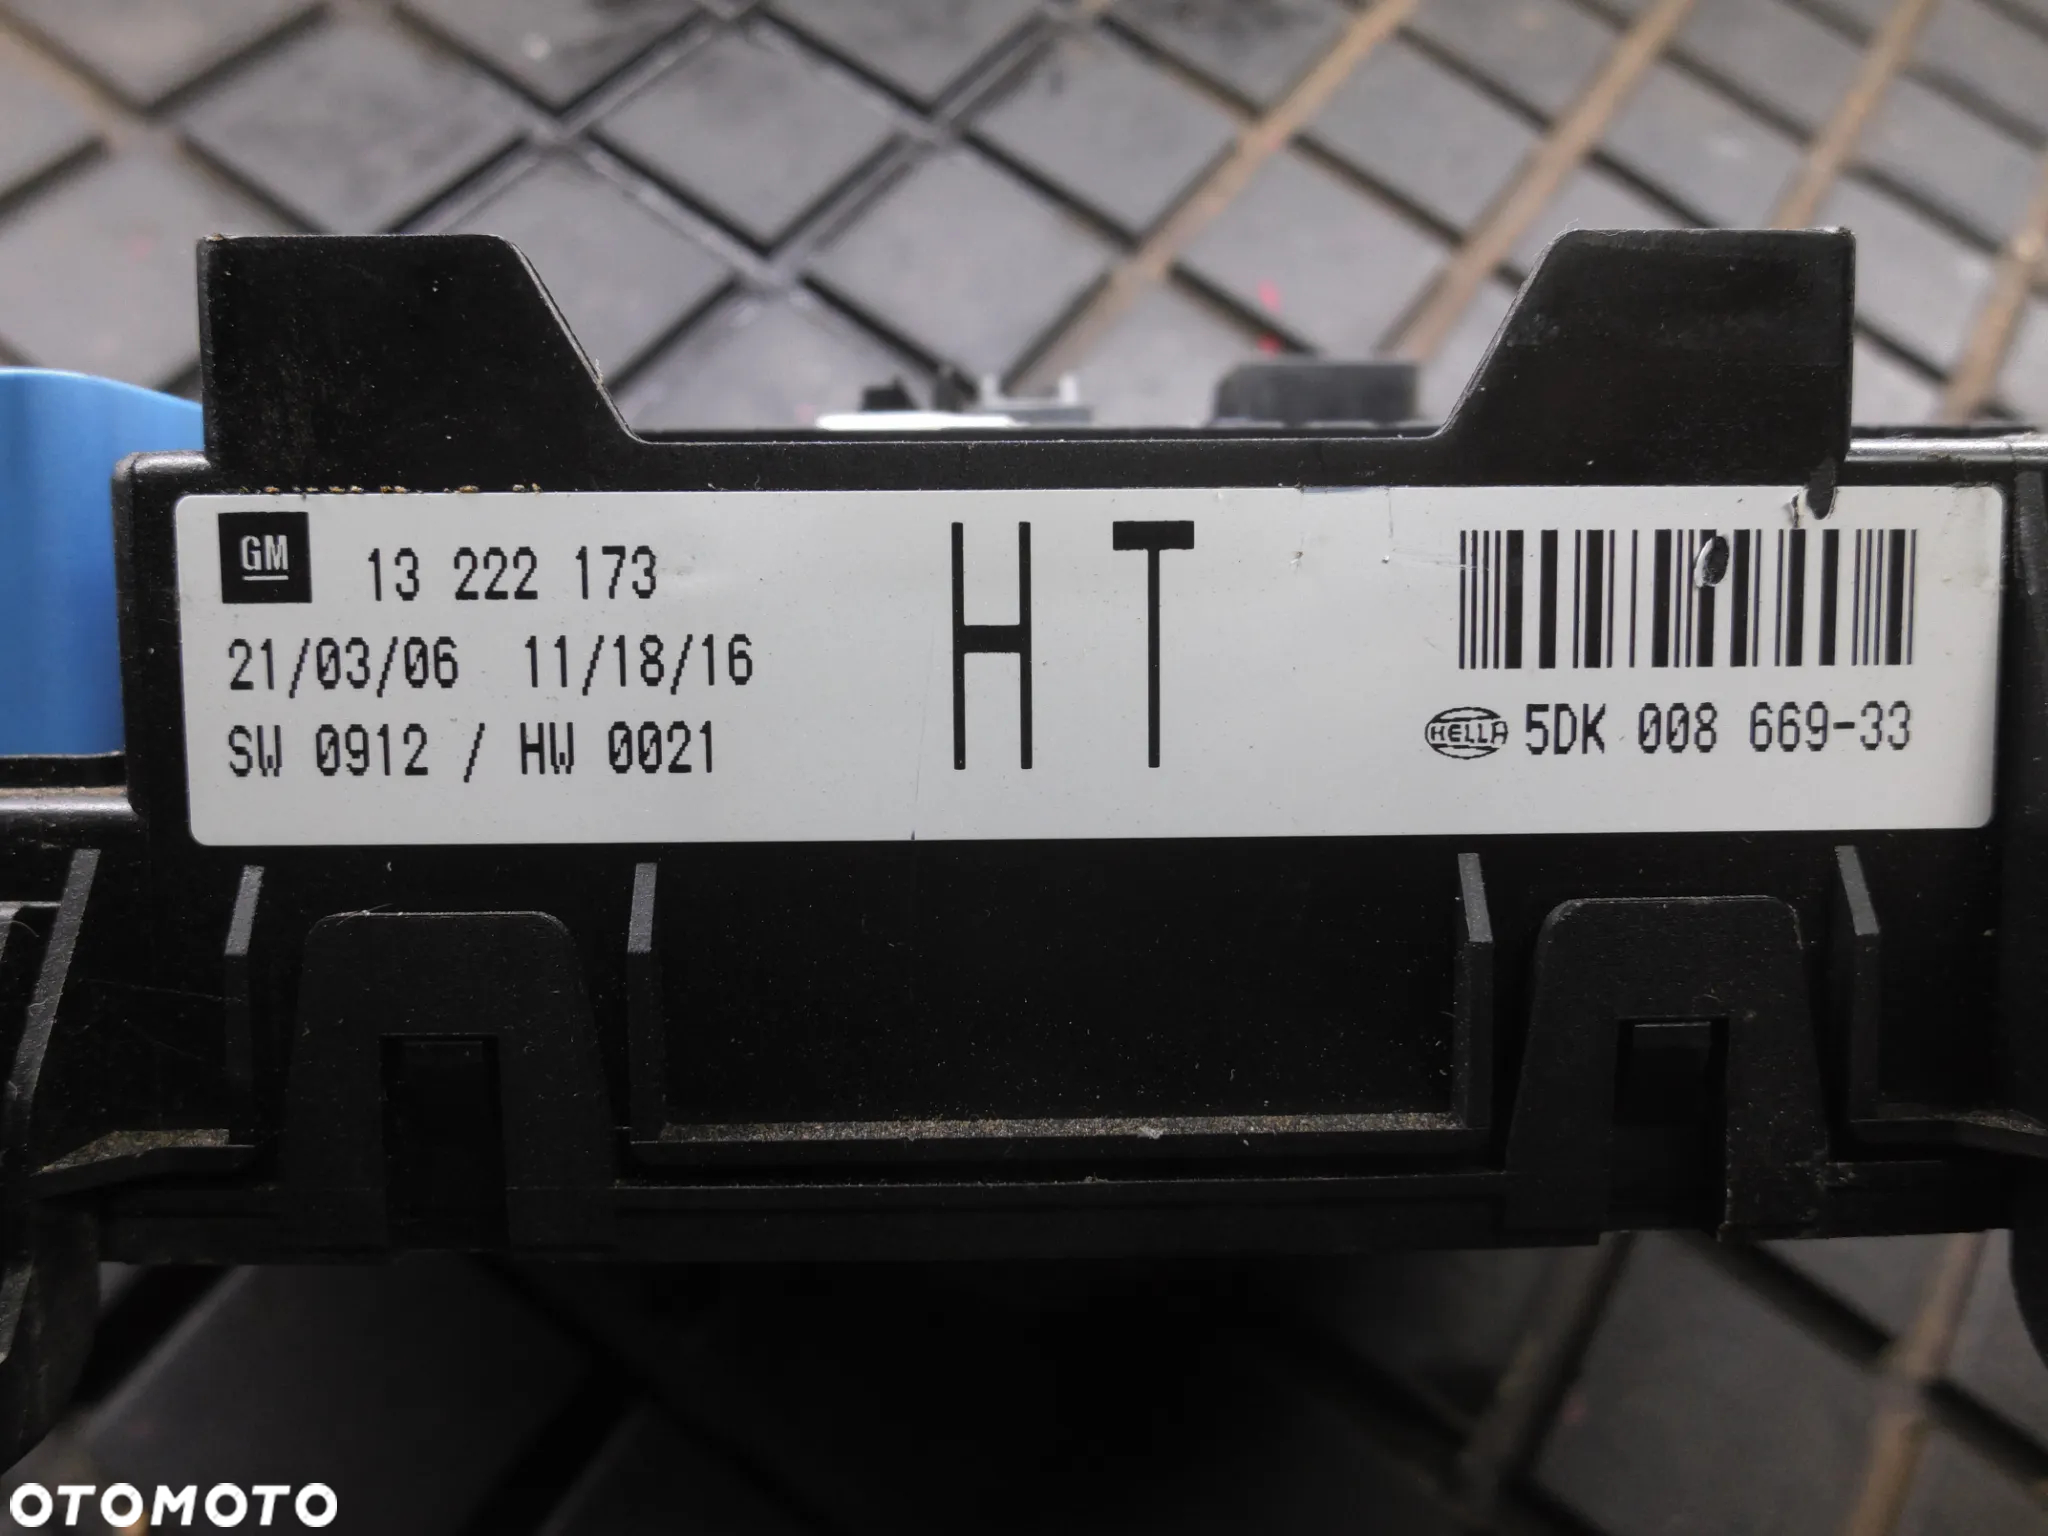 GM 13 222 173
21/03/06 11/18/16
SW 0912 / HW 0021
HT
HELLA 5DK 008 669-33
OTOMOTO